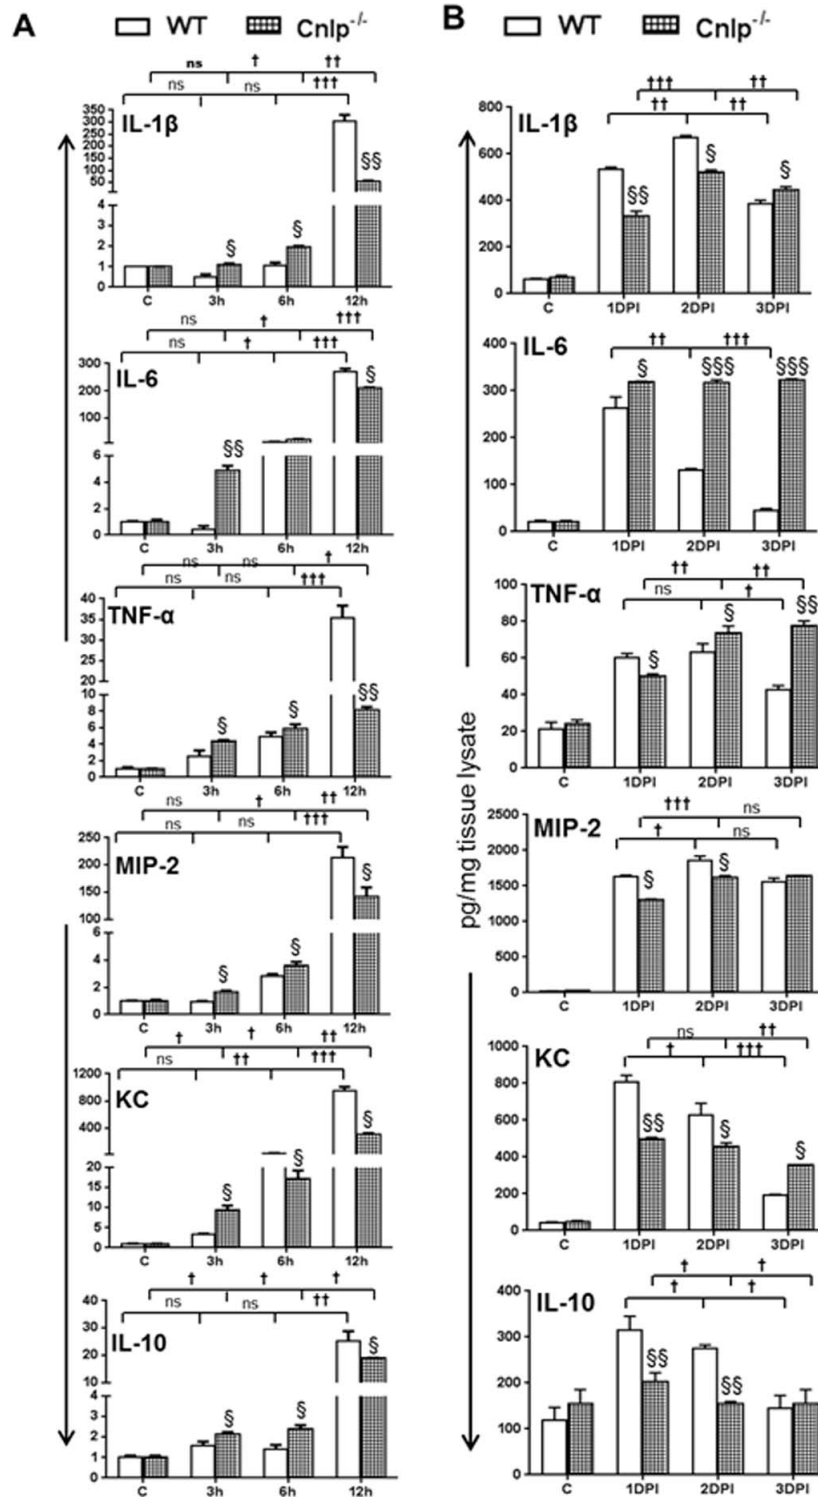 A
WT Cnlp-/-
ns † ††
ns ns †††
IL-1β
350
300
250
200
150
100
50
4
3
2
1
0
§ § §§
C 3h 6h 12h
ns † †††
ns † †††
IL-6
300
200
100
6
4
2
0
§§ §
C 3h 6h 12h
ns ns †
ns ns †††
TNF-α
40
35
30
25
20
10
8
6
4
2
0
§ § §§
C 3h 6h 12h
ns † ††
ns ns †††
MIP-2
250
200
150
100
6
4
2
0
§ § §
C 3h 6h 12h
† † ††
ns †† †††
KC
1200
800
400
20
15
10
5
0
§ § §
C 3h 6h 12h
† † †
ns ns ††
IL-10
40
30
20
10
4
3
2
1
0
§ § §
C 3h 6h 12h
B
WT Cnlp-/-
pg/mg tissue lysate
††† ††
†† ††
IL-1β
800
600
400
200
0
§§ § §
C 1DPI 2DPI 3DPI
†† †††
IL-6
400
300
200
100
0
§ §§§ §§§
C 1DPI 2DPI 3DPI
†† ††
ns †
TNF-α
100
80
60
40
20
0
§ § §§
C 1DPI 2DPI 3DPI
††† ns
† ns
MIP-2
2500
2000
1500
1000
500
0
§ §
C 1DPI 2DPI 3DPI
ns ††
† †††
KC
1000
800
600
400
200
0
§§ § §
C 1DPI 2DPI 3DPI
† †
† †
IL-10
400
300
200
100
0
§§ §§
C 1DPI 2DPI 3DPI